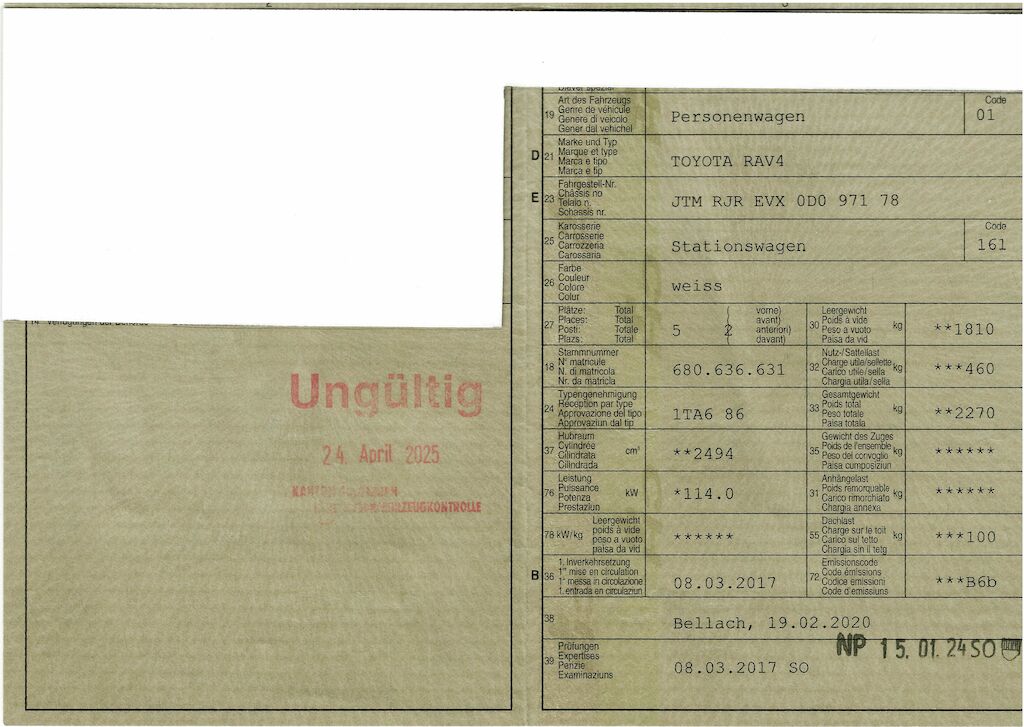 Ungültig
24. April 2025
KANTON
19 Art des Fahrzeugs
Genre de véhicule
Genere di veicolo
Gener dal vehichel
Personenwagen
Code
01
D 21 Marke und Typ
Marque et type
Marca e tipo
Marca e tip
TOYOTA RAV4
E 23 Fahrgestell-Nr.
Châssis no
Telaio n.
Schassis nr.
JTM RJR EVX 0D0 971 78
25 Karosserie
Carrosserie
Carrozzeria
Carossaria
Stationswagen
Code
161
26 Farbe
Couleur
Colore
Colur
weiss
27 Plätze: Total vorne)
Places: Total avant)
Posti: Totale anteriori)
Plazs: Total davant)
5 ( 2
30 Leergewicht
Poids à vide
Peso a vuoto
Paisa da vid
kg
**1810
18 Stammnummer
N° matricule
N. di matricola
Nr. da matricla
680.636.631
32 Nutz-/Sattellast
Charge utile/sellette
Carico utile/sella
Chargia utila/sella
kg
***460
24 Typengenehmigung
Réception par type
Approvazione del tipo
Approvaziun dal tip
1TA6 86
33 Gesamtgewicht
Poids total
Peso totale
Paisa totala
kg
**2270
37 Hubraum
Cylindrée
Cilindrata
Cilindrada
cm³
**2494
35 Gewicht des Zuges
Poids de l'ensemble
Peso del convoglio
Paisa cumposiziun
kg
******
76 Leistung
Puissance
Potenza
Prestaziun
kW
*114.0
31 Anhängelast
Poids remorquable
Carico rimorchiato
Chargia annexa
kg
******
78 kW/kg Leergewicht
poids à vide
peso a vuoto
paisa da vid
******
55 Dachlast
Charge sur le toit
Carico sul tetto
Chargia sin il tetg
kg
***100
B 36 1. Inverkehrsetzung
1re mise en circulation
1a messa in circolazione
1. entrada en circulaziun
08.03.2017
72 Emissionscode
Code émissions
Codice emissioni
Code d'emissiuns
***B6b
38 Bellach, 19.02.2020
NP 15. 01. 24 SO
39 Prüfungen
Expertises
Perizie
Examinaziuns
08.03.2017 SO